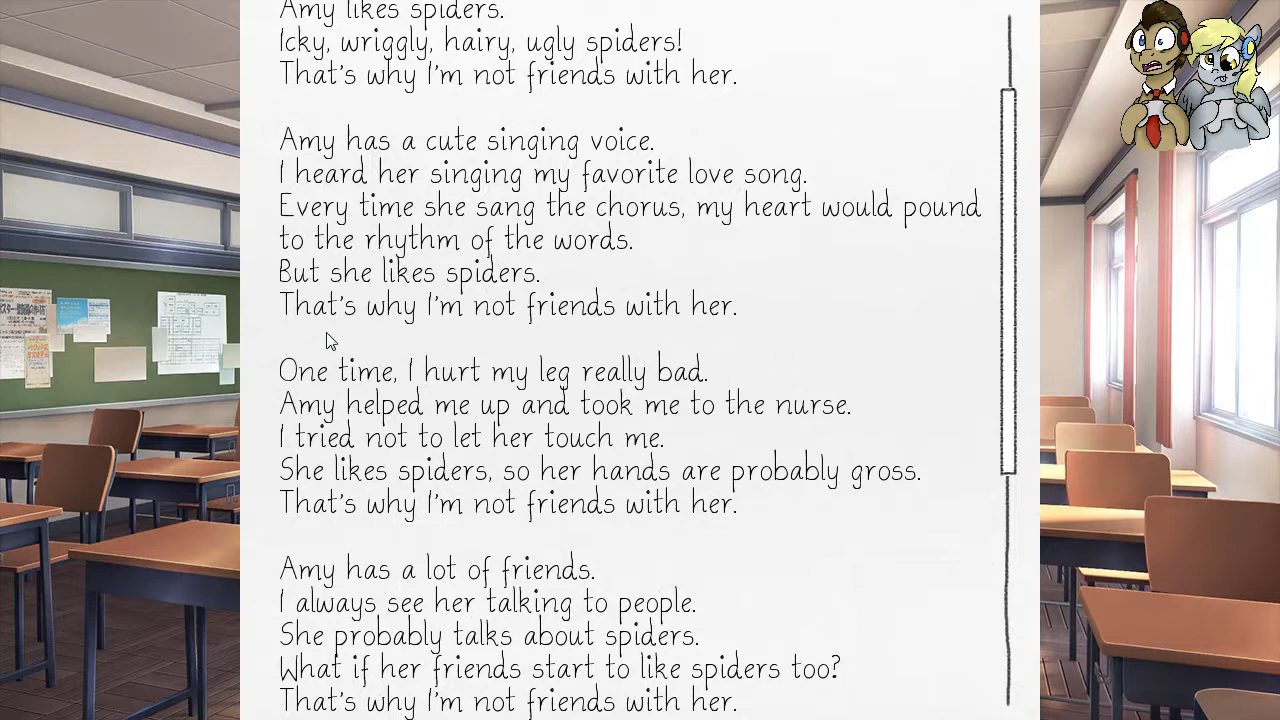 Amy likes spiders.
Icky, wriggly, hairy, ugly spiders!
That's why I'm not friends with her.
Amy has a cute singing voice.
I heard her singing my favorite love song.
Every time she sang the chorus, my heart would pound
to the rhythm of the words.
But she likes spiders.
That's why I'm not friends with her.
One time, I hurt my leg really bad.
Amy helped me up and took me to the nurse.
I tried not to let her touch me.
She likes spiders, so her hands are probably gross.
That's why I'm not friends with her.
Amy has a lot of friends.
I always see her talking to people.
She probably talks about spiders.
What if her friends start to like spiders too?
That's why I'm not friends with her.